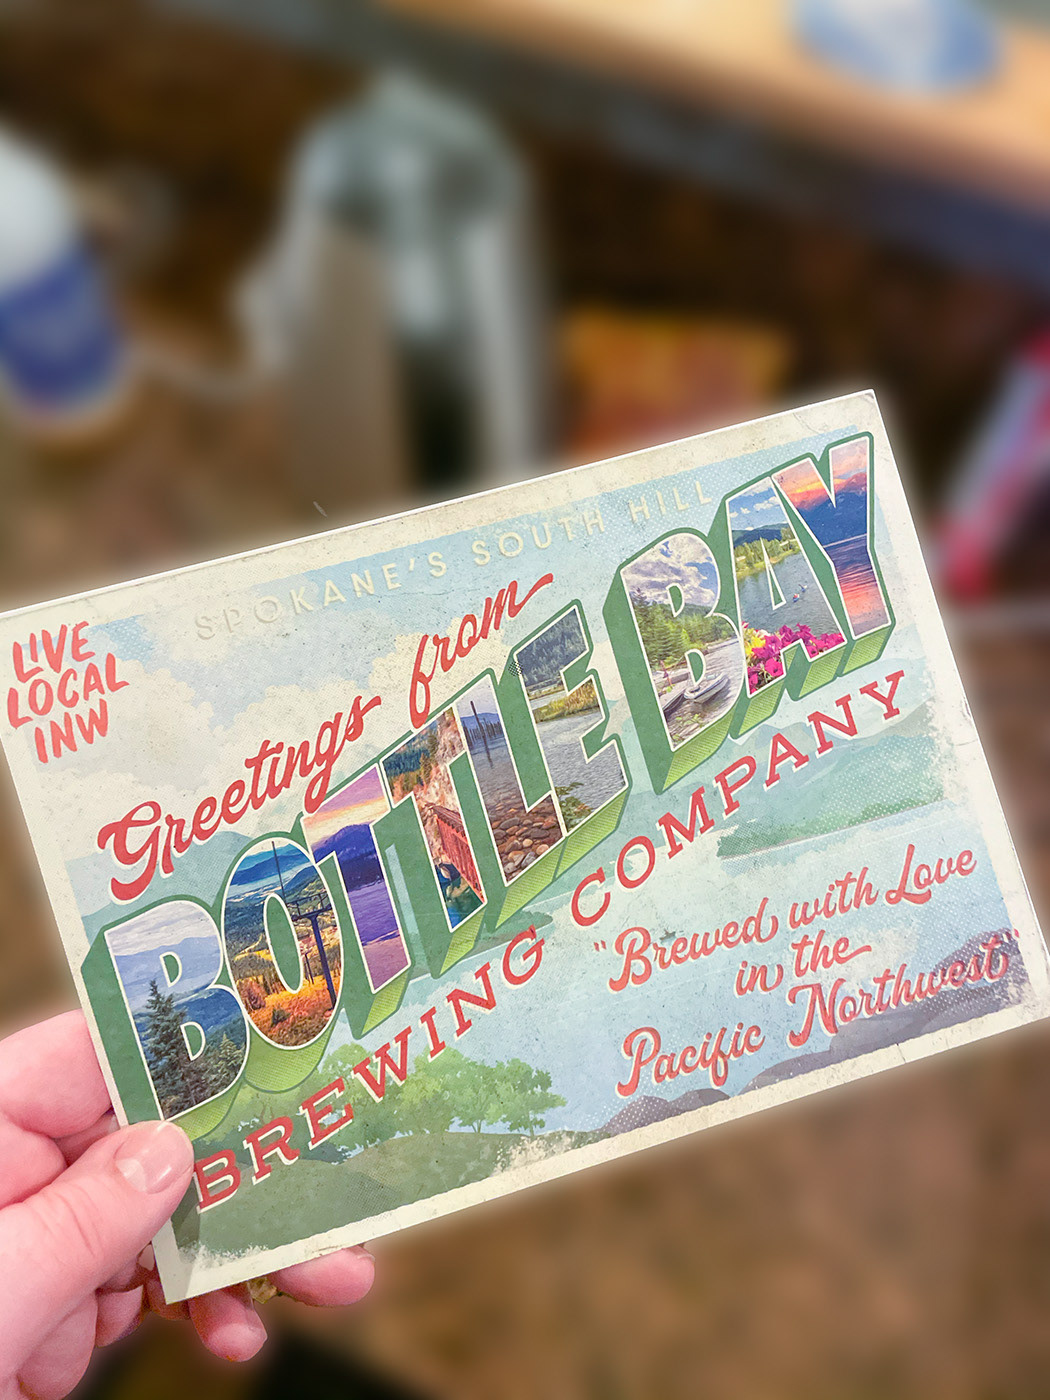 SPOKANE'S SOUTH HILL
LIVE
LOCAL
INW
Greetings from
BOTTLE BAY
BREWING COMPANY
"Brewed with Love
in the
Pacific Northwest"